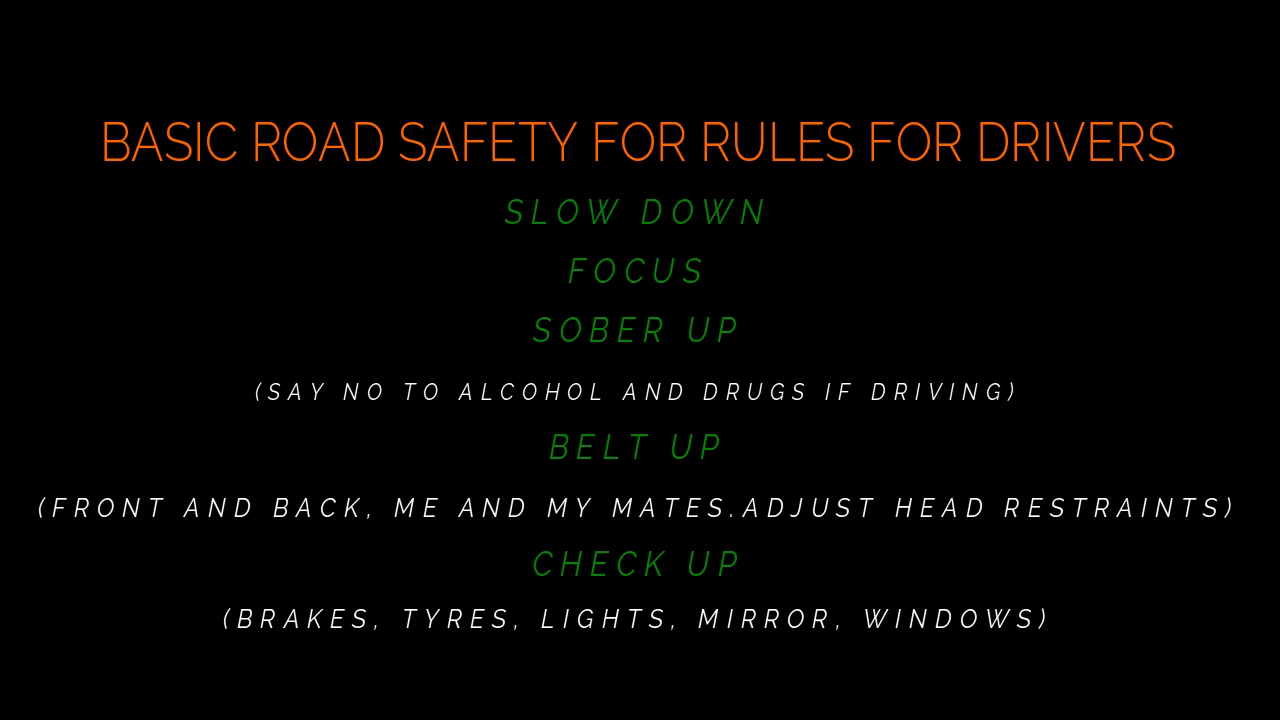 BASIC ROAD SAFETY FOR RULES FOR DRIVERS
SLOW DOWN
FOCUS
SOBER UP
(SAY NO TO ALCOHOL AND DRUGS IF DRIVING)
BELT UP
(FRONT AND BACK, ME AND MY MATES.ADJUST HEAD RESTRAINTS)
CHECK UP
(BRAKES, TYRES, LIGHTS, MIRROR, WINDOWS)